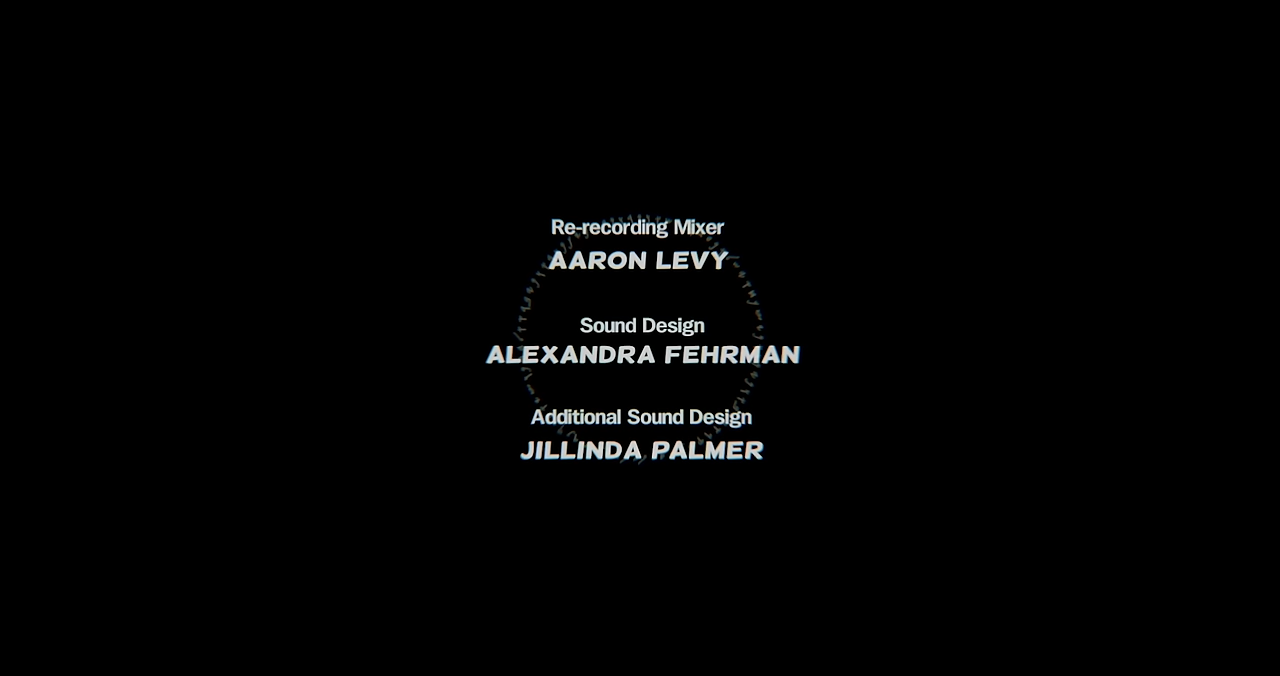 Re-recording Mixer
AARON LEVY
Sound Design
ALEXANDRA FEHRMAN
Additional Sound Design
JILLINDA PALMER